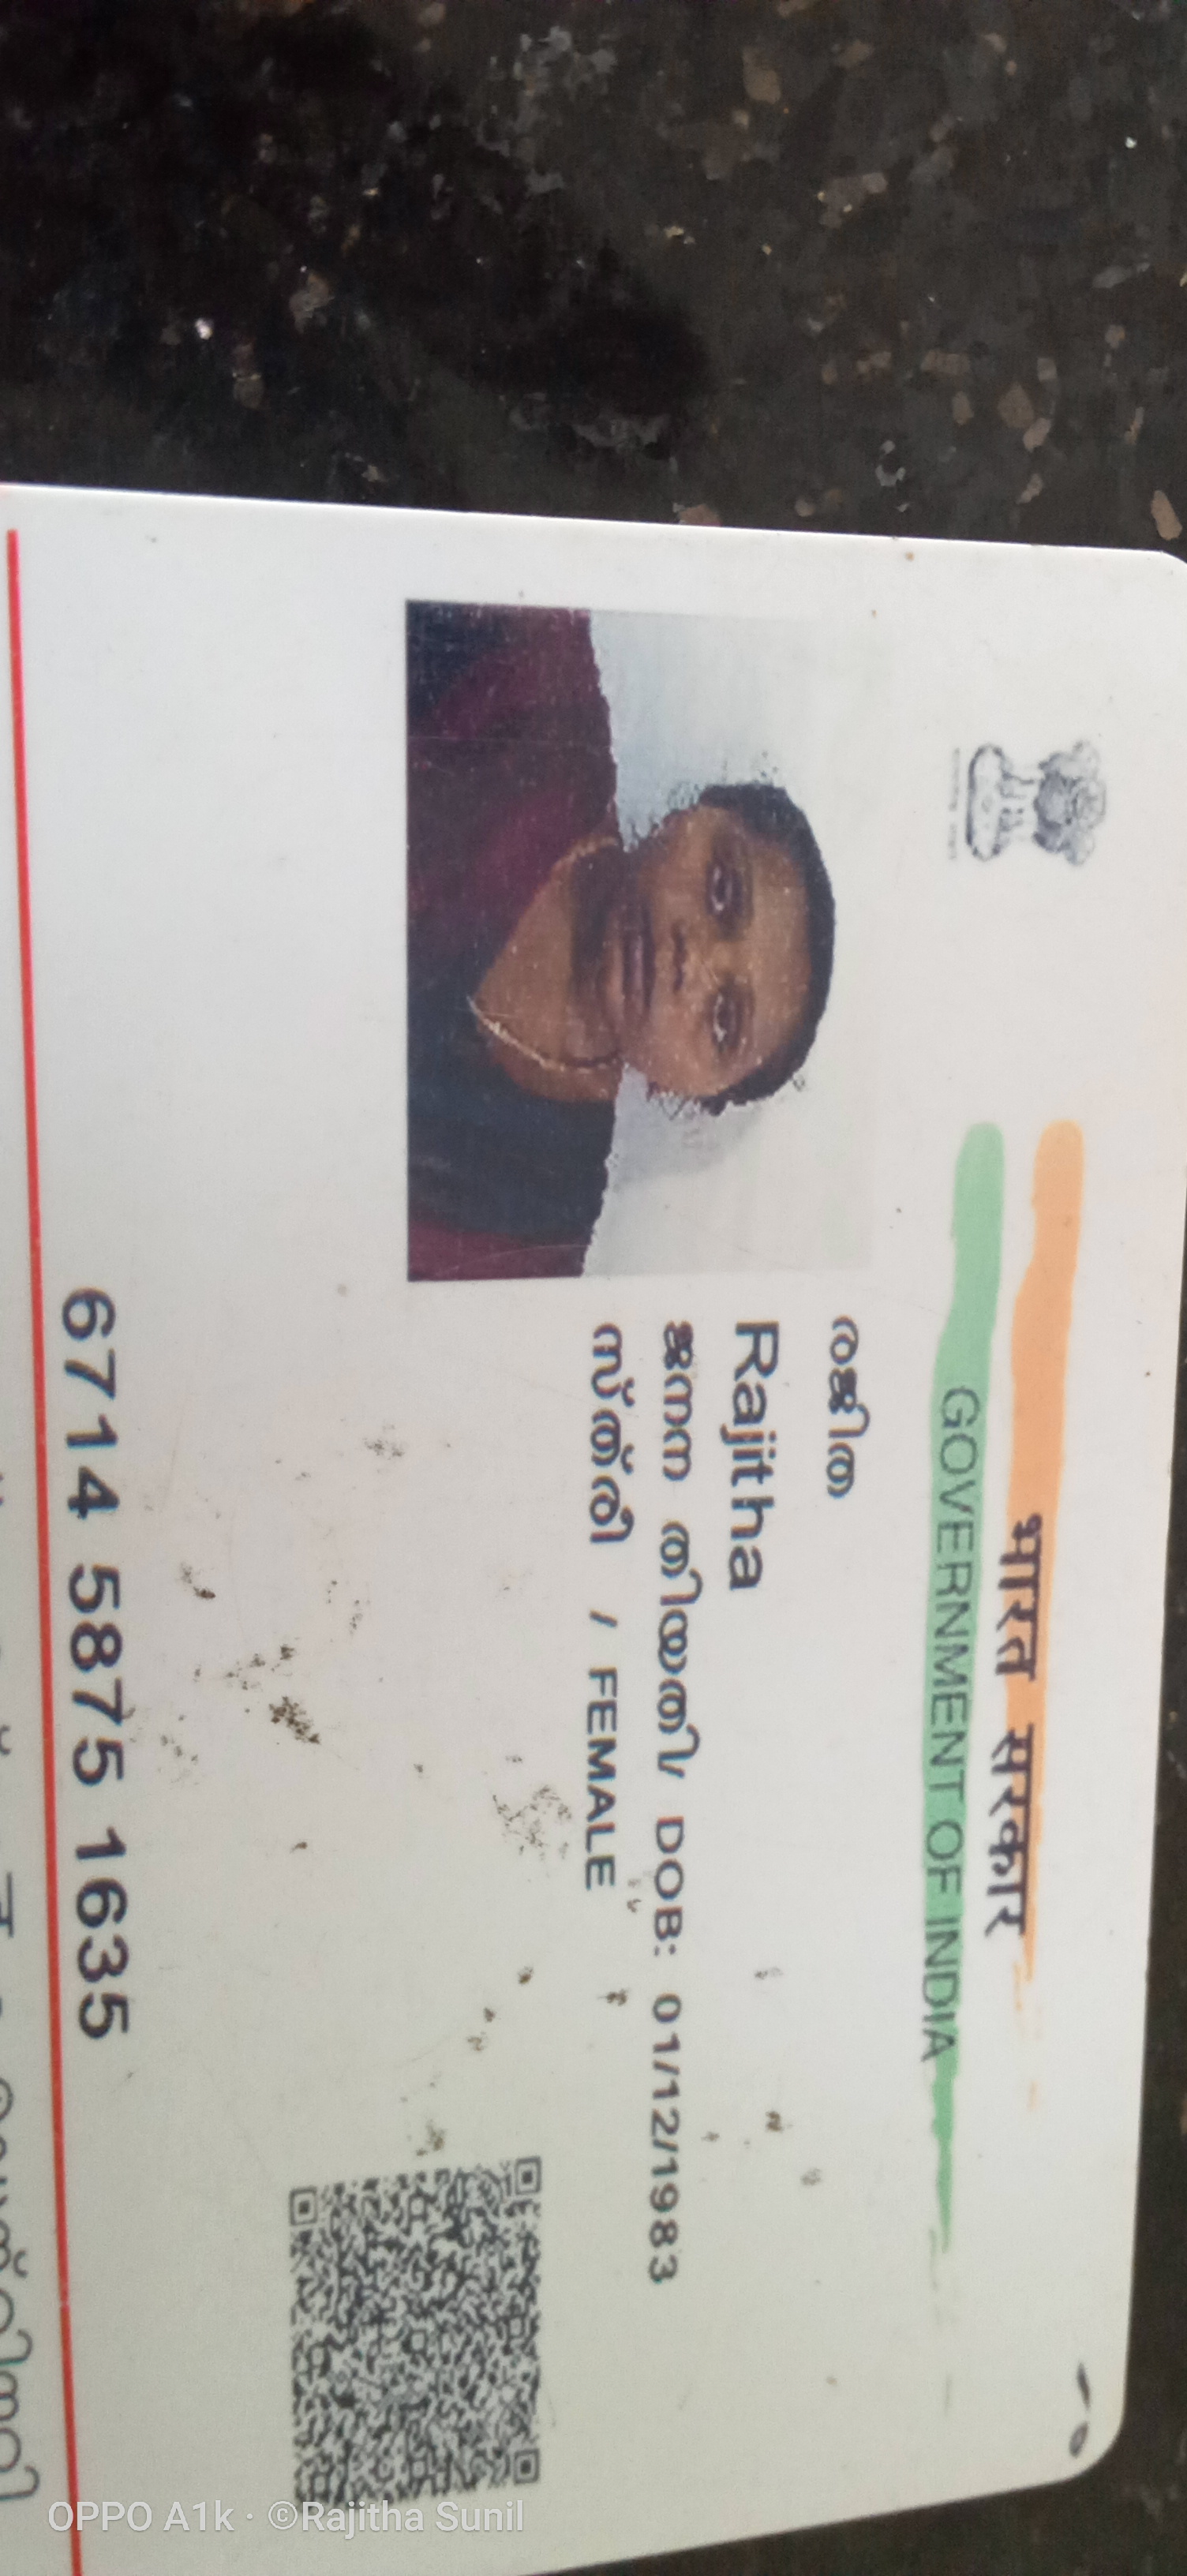 भारत सरकार
GOVERNMENT OF INDIA
രജിത
Rajitha
ജനന തിയതി/ DOB: 01/12/1983
സ്ത്രീ / FEMALE
6714 5875 1635
OPPO A1k · ©Rajitha Sunil